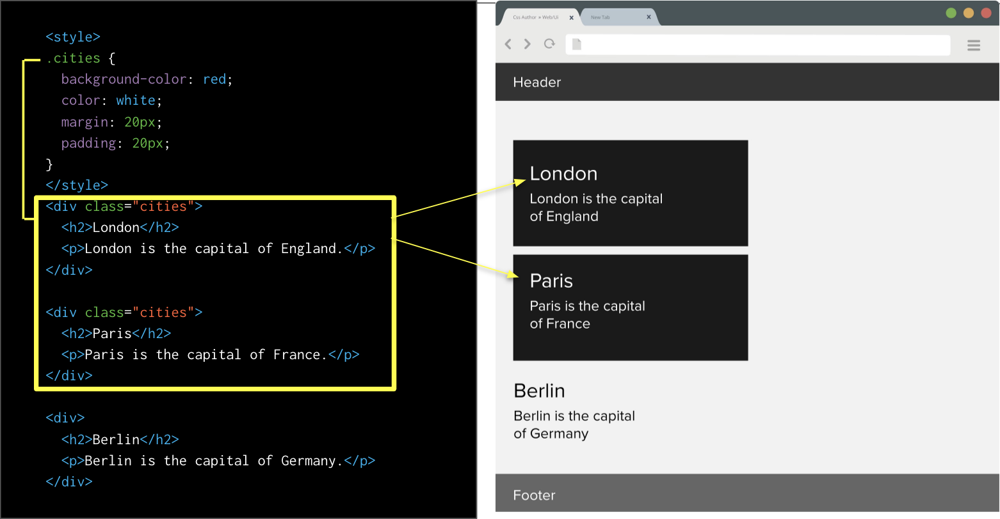 <style>
.cities {
  background-color: red;
  color: white;
  margin: 20px;
  padding: 20px;
}
</style>
<div class="cities">
  <h2>London</h2>
  <p>London is the capital of England.</p>
</div>
<div class="cities">
  <h2>Paris</h2>
  <p>Paris is the capital of France.</p>
</div>
<div>
  <h2>Berlin</h2>
  <p>Berlin is the capital of Germany.</p>
</div>
Css Author » Web/Ui
New Tab
Header
London
London is the capital
of England
Paris
Paris is the capital
of France
Berlin
Berlin is the capital
of Germany
Footer